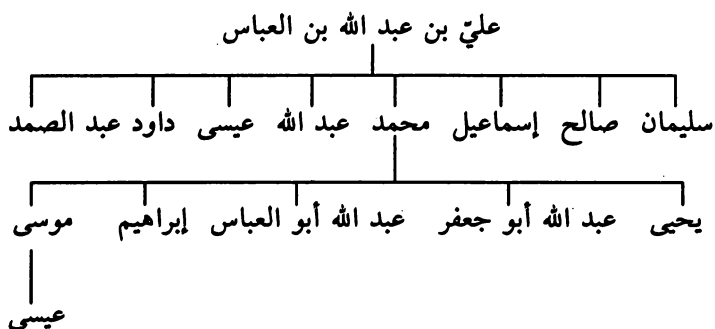 عليّ بن عبد الله بن العباس
سليمان صالح إسماعيل محمد عبد الله عيسى داود عبد الصمد
يحيى عبد الله أبو جعفر عبد الله أبو العباس إبراهيم موسى
عيسى